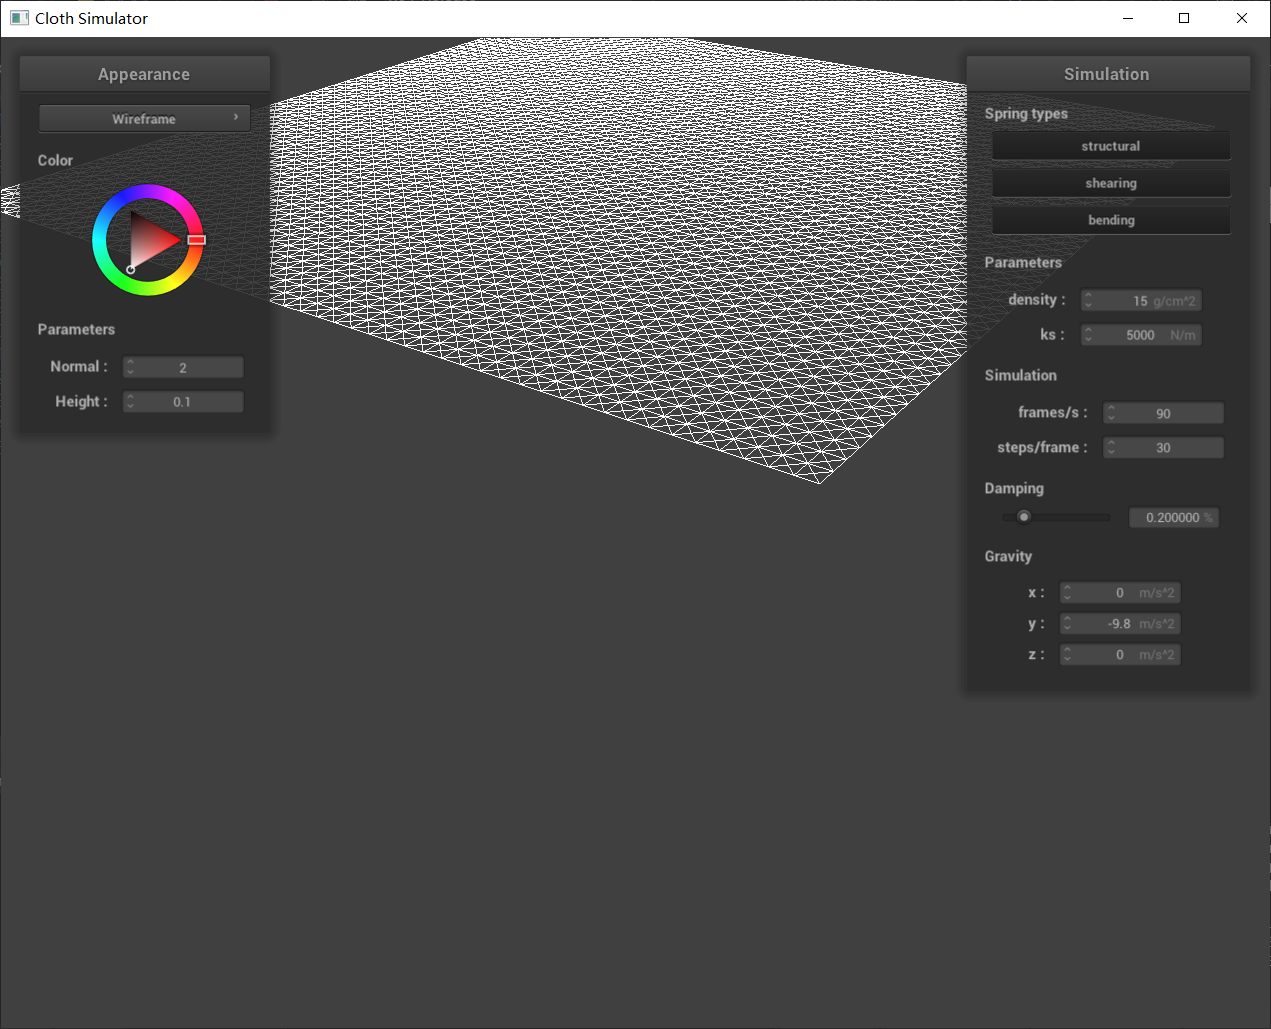 Cloth Simulator
Appearance
Wireframe
Color
Parameters
Normal : 2
Height : 0.1
Simulation
Spring types
structural
shearing
bending
Parameters
density : 15 g/cm^2
ks : 5000 N/m
Simulation
frames/s : 90
steps/frame : 30
Damping
0.200000 %
Gravity
x : 0 m/s^2
y : -9.8 m/s^2
z : 0 m/s^2